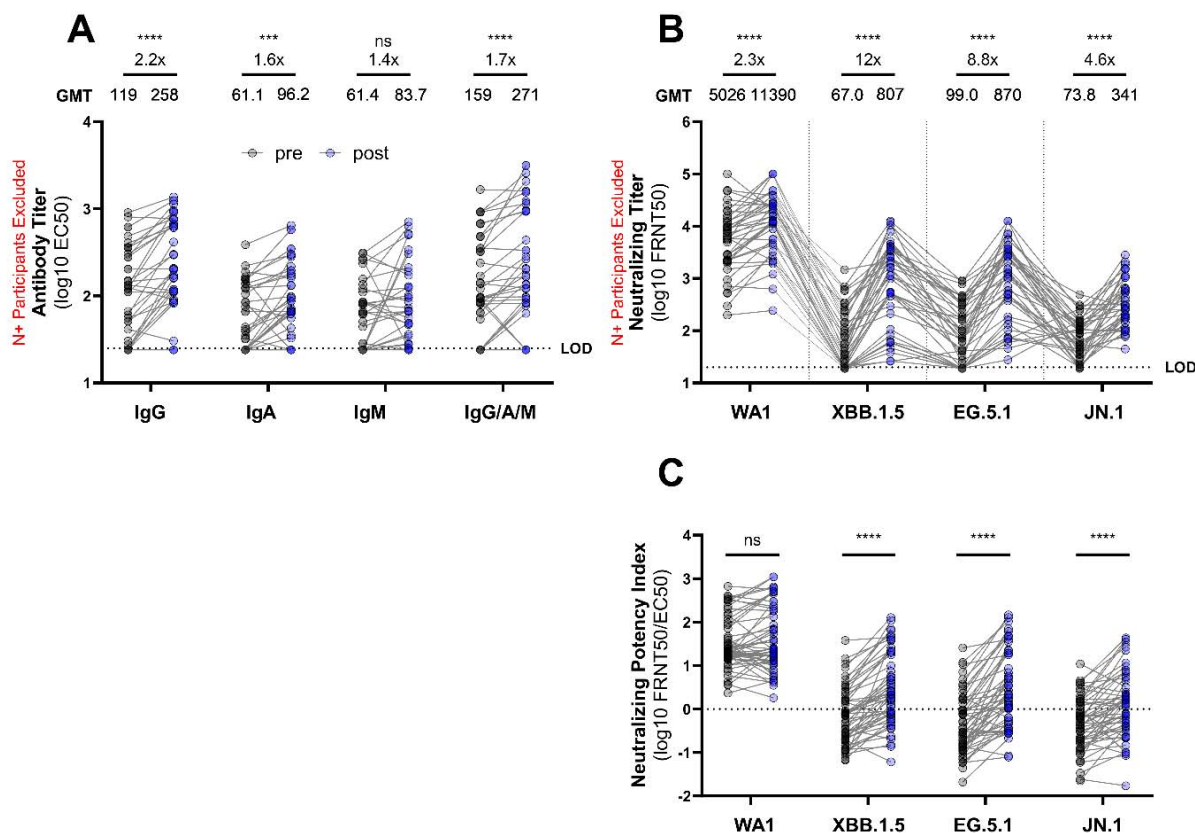 A
**** *** ns ****
2.2x 1.6x 1.4x 1.7x
GMT 119 258 61.1 96.2 61.4 83.7 159 271
N+ Participants Excluded
Antibody Titer
(log10 EC50)
4
3
2
1
pre post
LOD
IgG IgA IgM IgG/A/M
B
**** **** **** ****
2.3x 12x 8.8x 4.6x
GMT 5026 11390 67.0 807 99.0 870 73.8 341
N+ Participants Excluded
Neutralizing Titer
(log10 FRNT50)
6
5
4
3
2
1
LOD
WA1 XBB.1.5 EG.5.1 JN.1
C
ns **** **** ****
Neutralizing Potency Index
(log10 FRNT50/EC50)
4
3
2
1
0
-1
-2
WA1 XBB.1.5 EG.5.1 JN.1